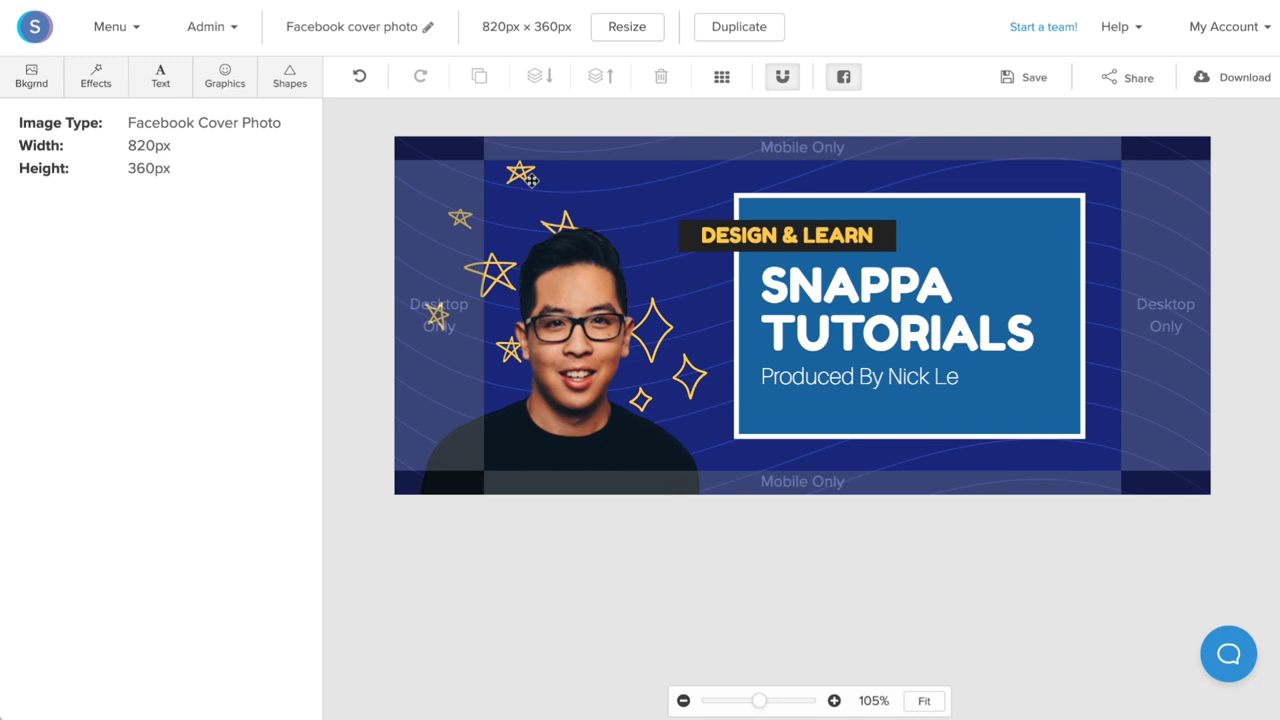 S
Menu
Admin
Facebook cover photo
820px × 360px
Resize
Duplicate
Start a team!
Help
My Account
Bkgrnd
Effects
A
Text
Graphics
Shapes
Save
Share
Download
Image Type: Facebook Cover Photo
Width: 820px
Height: 360px
Mobile Only
Desktop
Only
DESIGN & LEARN
SNAPPA
TUTORIALS
Produced By Nick Le
Desktop
Only
Mobile Only
105%
Fit